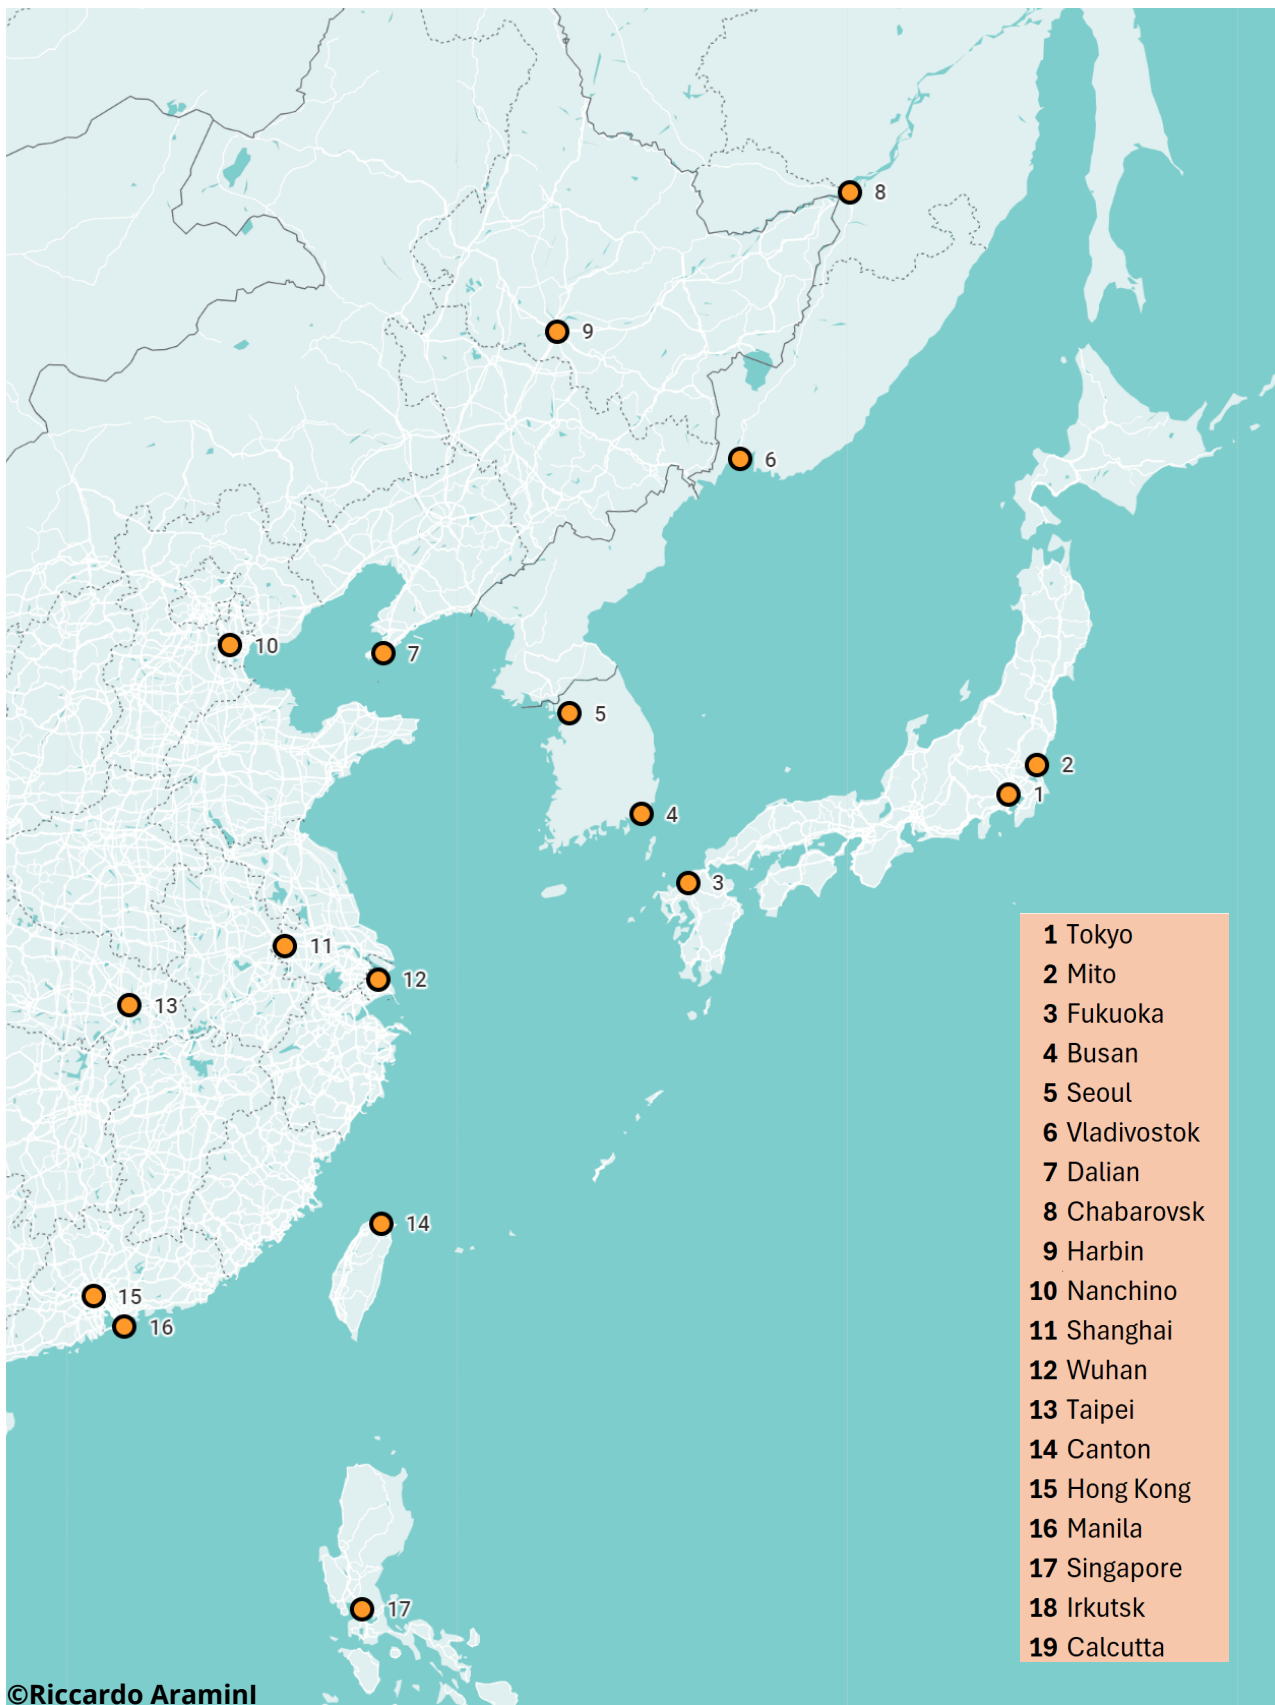 8
9
6
10
7
5
2
1
4
3
11
12
13
14
15
16
17
1 Tokyo
2 Mito
3 Fukuoka
4 Busan
5 Seoul
6 Vladivostok
7 Dalian
8 Chabarovsk
9 Harbin
10 Nanchino
11 Shanghai
12 Wuhan
13 Taipei
14 Canton
15 Hong Kong
16 Manila
17 Singapore
18 Irkutsk
19 Calcutta
©Riccardo AraminI